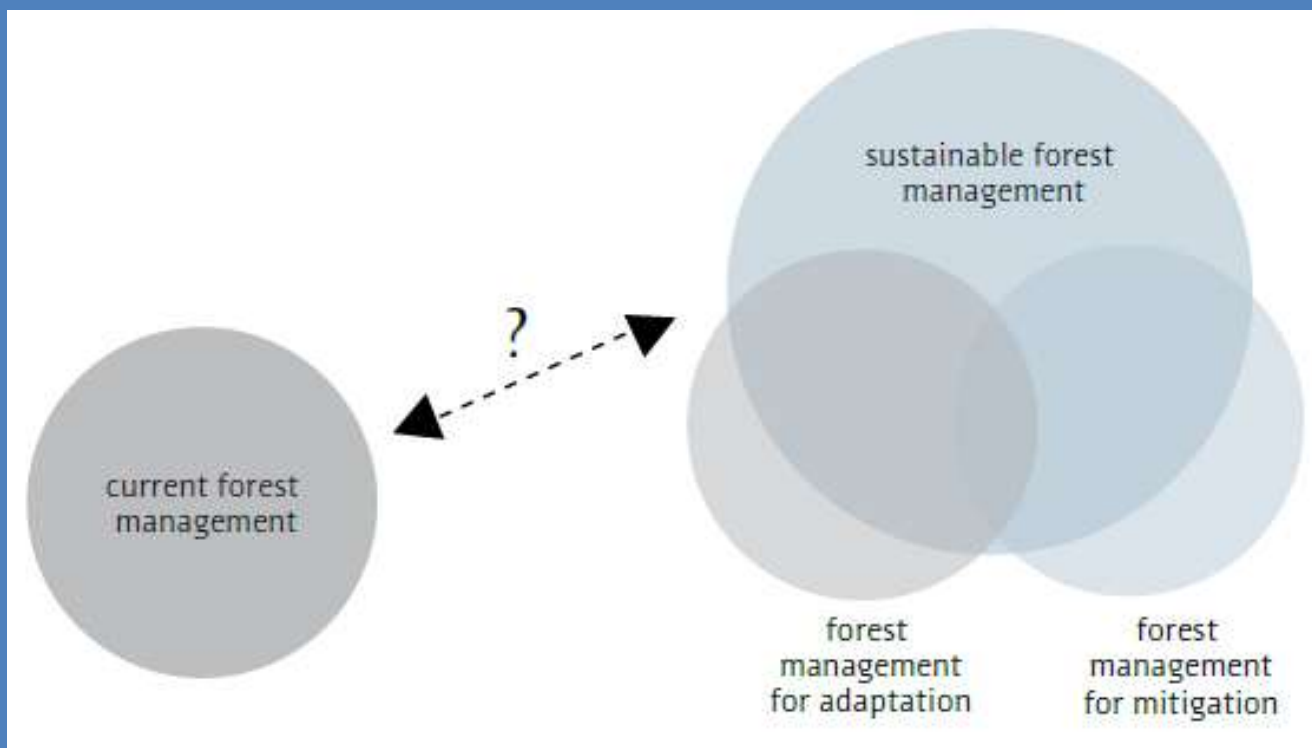 sustainable forest
management
?
current forest
management
forest
management
for adaptation
forest
management
for mitigation